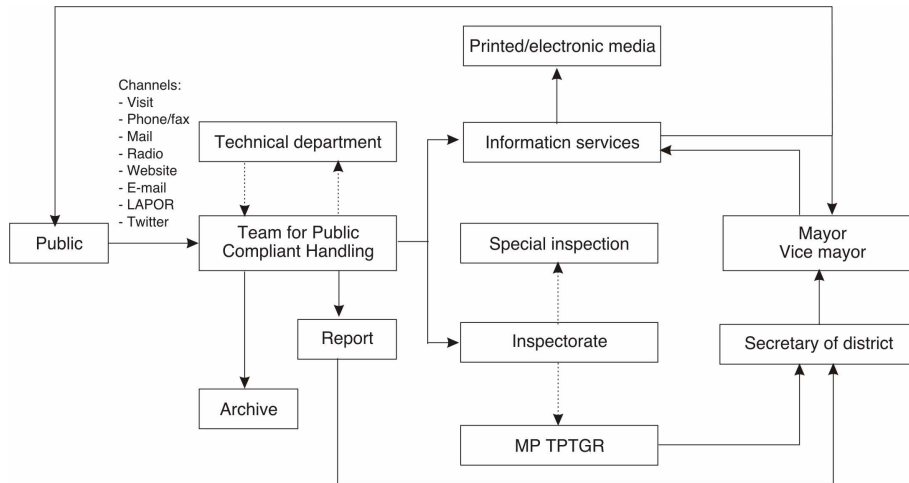 Printed/electronic media
Channels:
- Visit
- Phone/fax
- Mail
- Radio
- Website
- E-mail
- LAPOR
- Twitter
Technical department
Information services
Public
Team for Public
Compliant Handling
Special inspection
Mayor
Vice mayor
Report
Inspectorate
Secretary of district
Archive
MP TPTGR